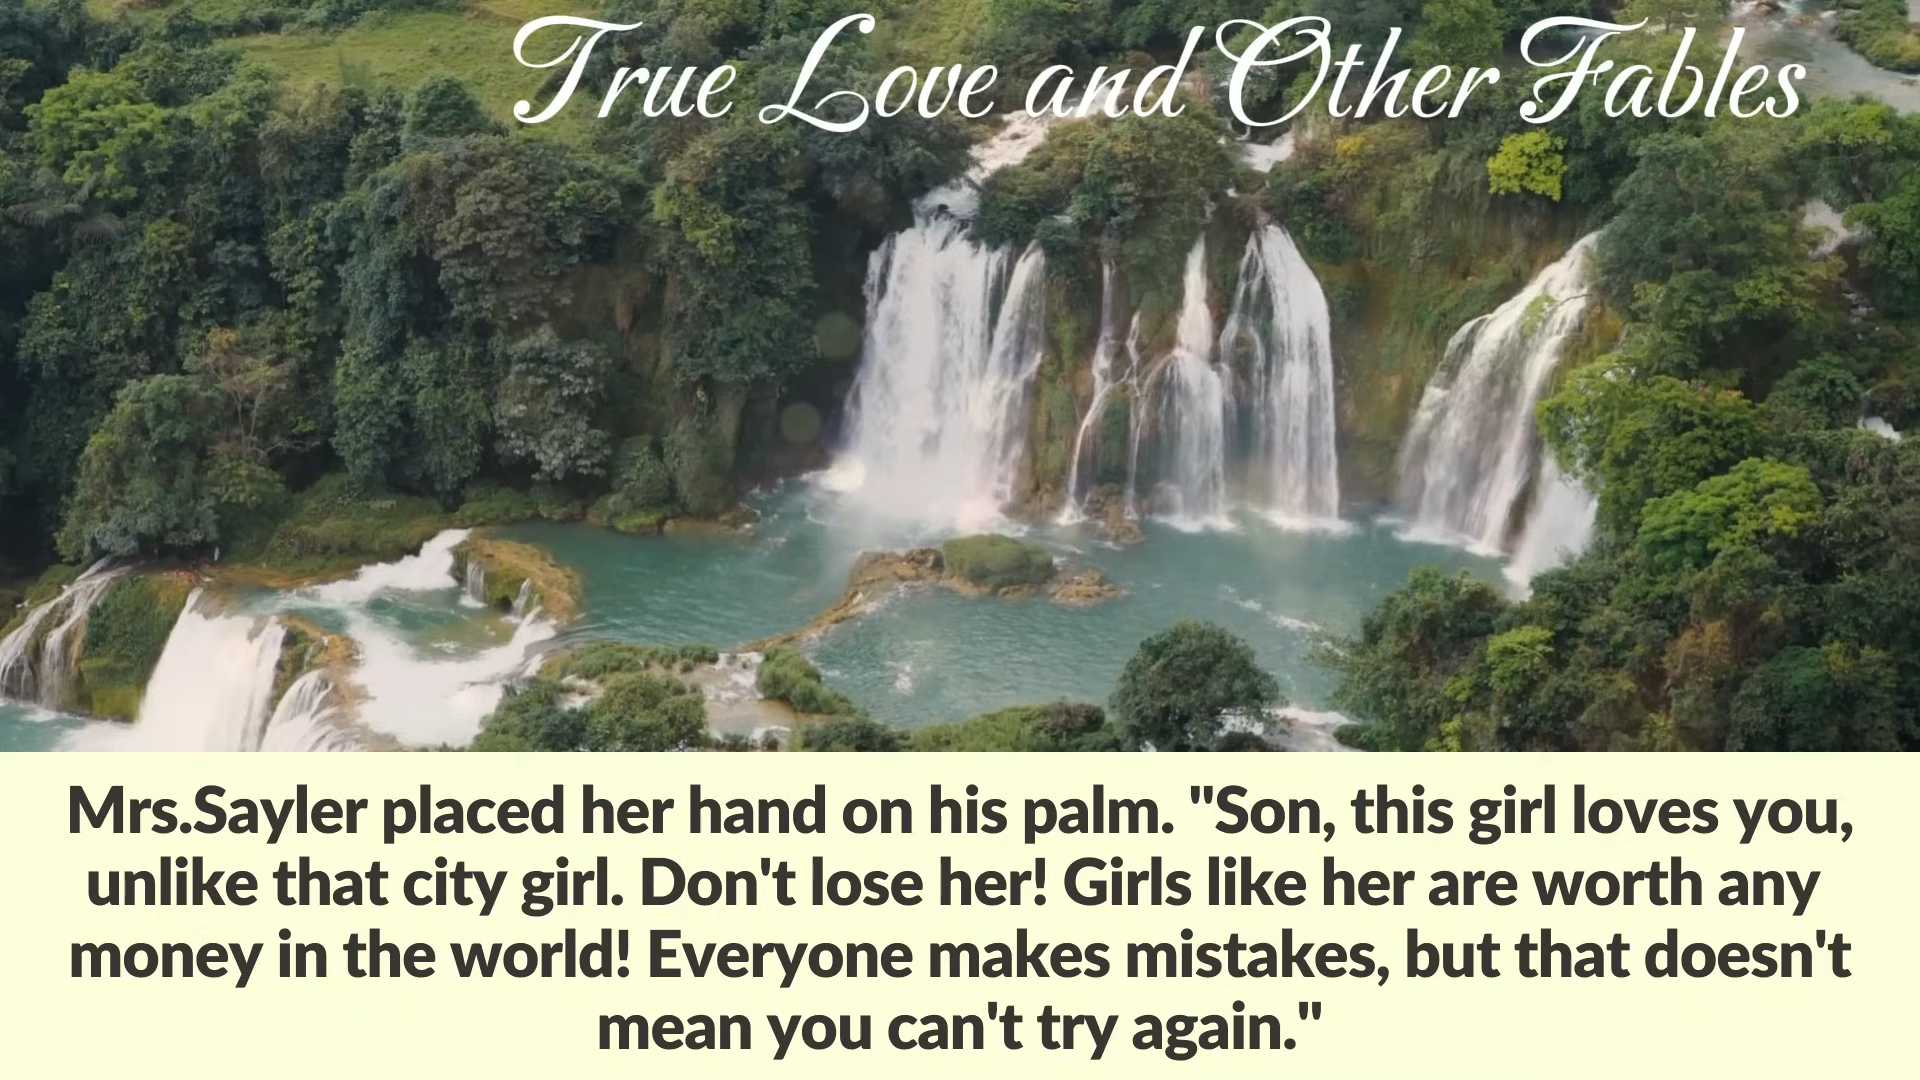 True Love and Other Fables
Mrs.Sayler placed her hand on his palm. "Son, this girl loves you,
unlike that city girl. Don't lose her! Girls like her are worth any
money in the world! Everyone makes mistakes, but that doesn't
mean you can't try again."